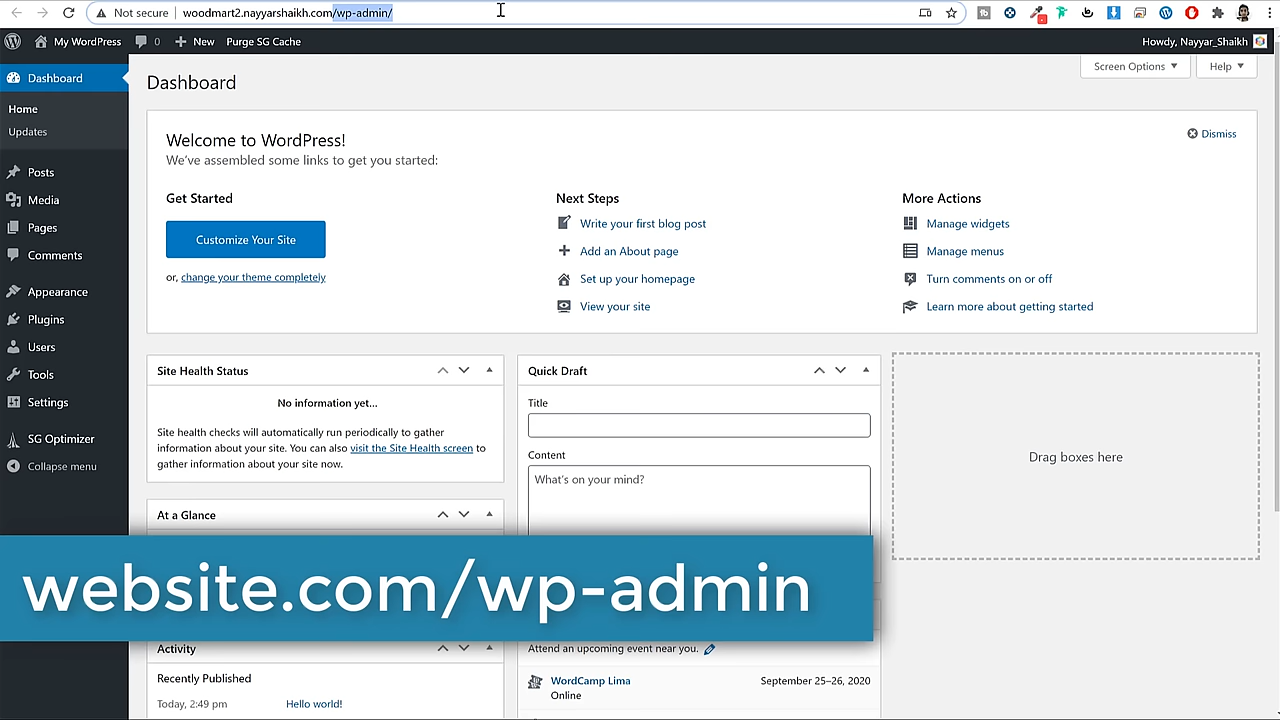 Not secure woodmart2.nayyarshaikh.com/wp-admin/
My WordPress 0 New Purge SG Cache
Howdy, Nayyar_Shaikh
Dashboard
Home
Updates
Posts
Media
Pages
Comments
Appearance
Plugins
Users
Tools
Settings
SG Optimizer
Collapse menu
Dashboard
Screen Options
Help
Welcome to WordPress!
We've assembled some links to get you started:
Dismiss
Get Started
Customize Your Site
or, change your theme completely
Next Steps
Write your first blog post
Add an About page
Set up your homepage
View your site
More Actions
Manage widgets
Manage menus
Turn comments on or off
Learn more about getting started
Site Health Status
No information yet...
Site health checks will automatically run periodically to gather
information about your site. You can also visit the Site Health screen to
gather information about your site now.
At a Glance
Quick Draft
Title
Content
What's on your mind?
Drag boxes here
website.com/wp-admin
Activity
Recently Published
Today, 2:49 pm Hello world!
Attend an upcoming event near you.
WordCamp Lima September 25–26, 2020
Online